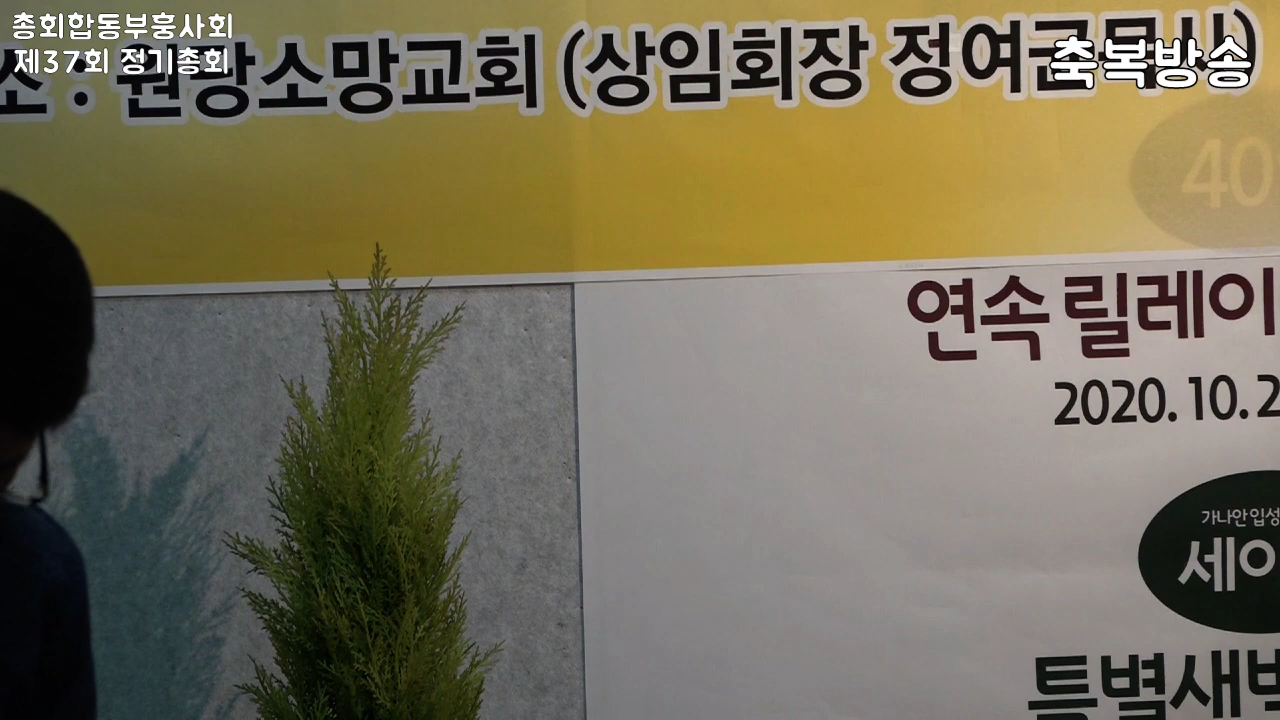 총회합동부흥사회
제37회 정기총회
축복방송
소 : 원당소망교회 (상임회장 정여균목사)
40
연속 릴레이
2020. 10. 2
가나안 입성
세이
특별새벽